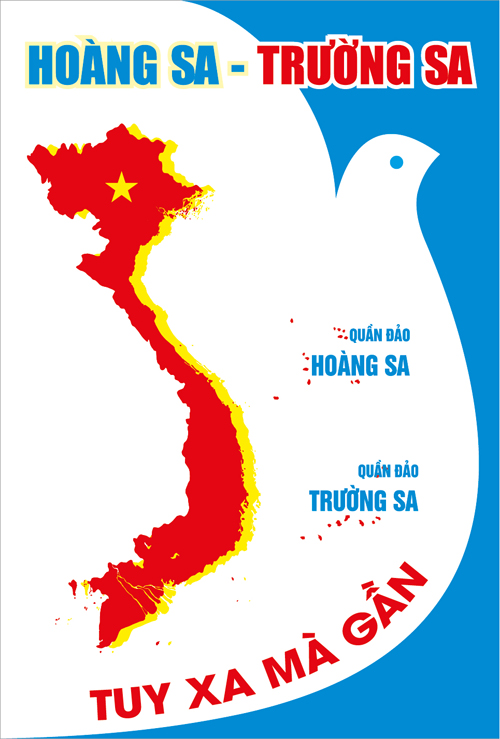 HOÀNG SA - TRƯỜNG SA
QUẦN ĐẢO
HOÀNG SA
QUẦN ĐẢO
TRƯỜNG SA
TUY XA MÀ GẦN